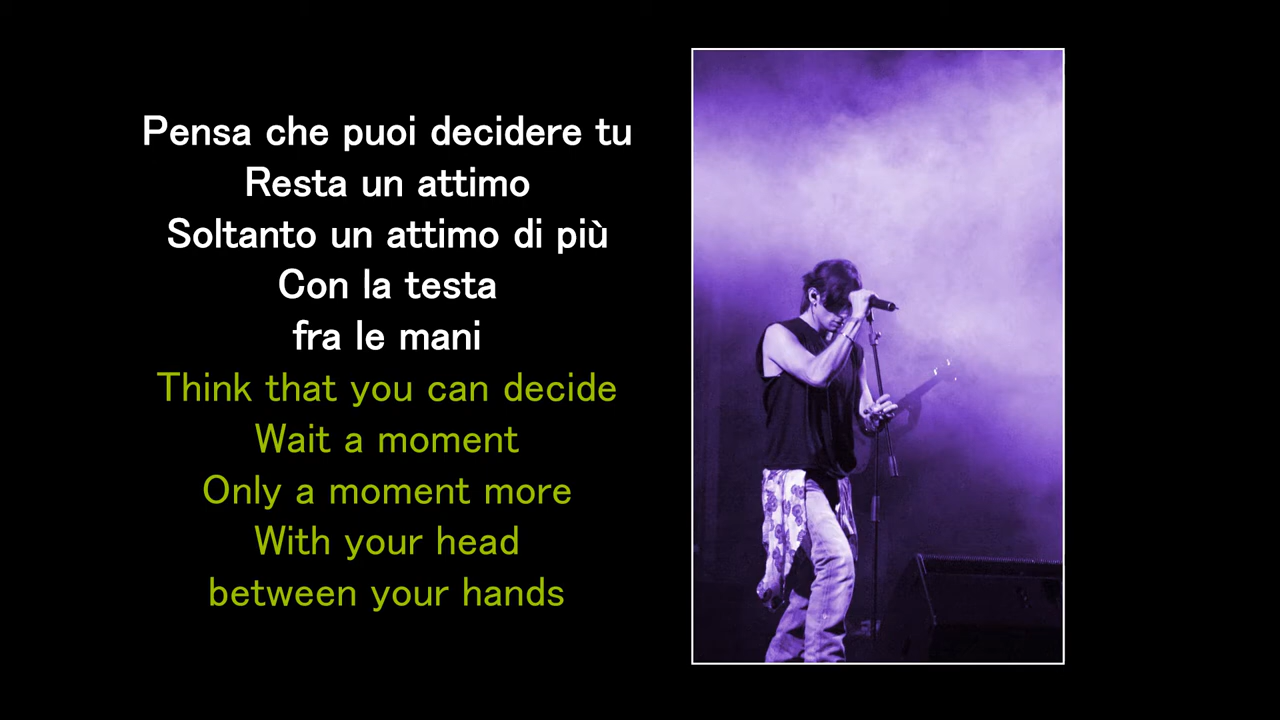 Pensa che puoi decidere tu
Resta un attimo
Soltanto un attimo di più
Con la testa
fra le mani
Think that you can decide
Wait a moment
Only a moment more
With your head
between your hands